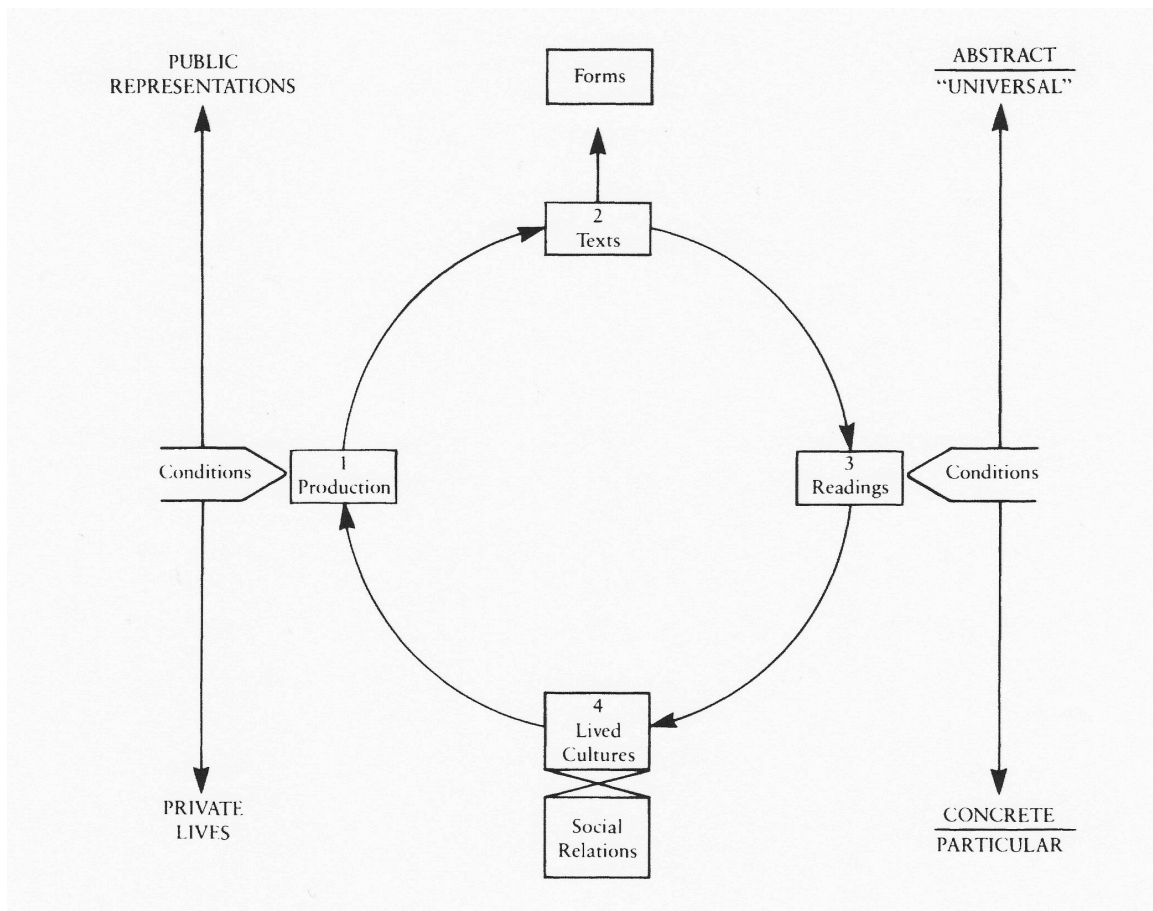 PUBLIC
REPRESENTATIONS
Forms
ABSTRACT
“UNIVERSAL”
2
Texts
Conditions
1
Production
3
Readings
Conditions
4
Lived
Cultures
PRIVATE
LIVES
Social
Relations
CONCRETE
PARTICULAR